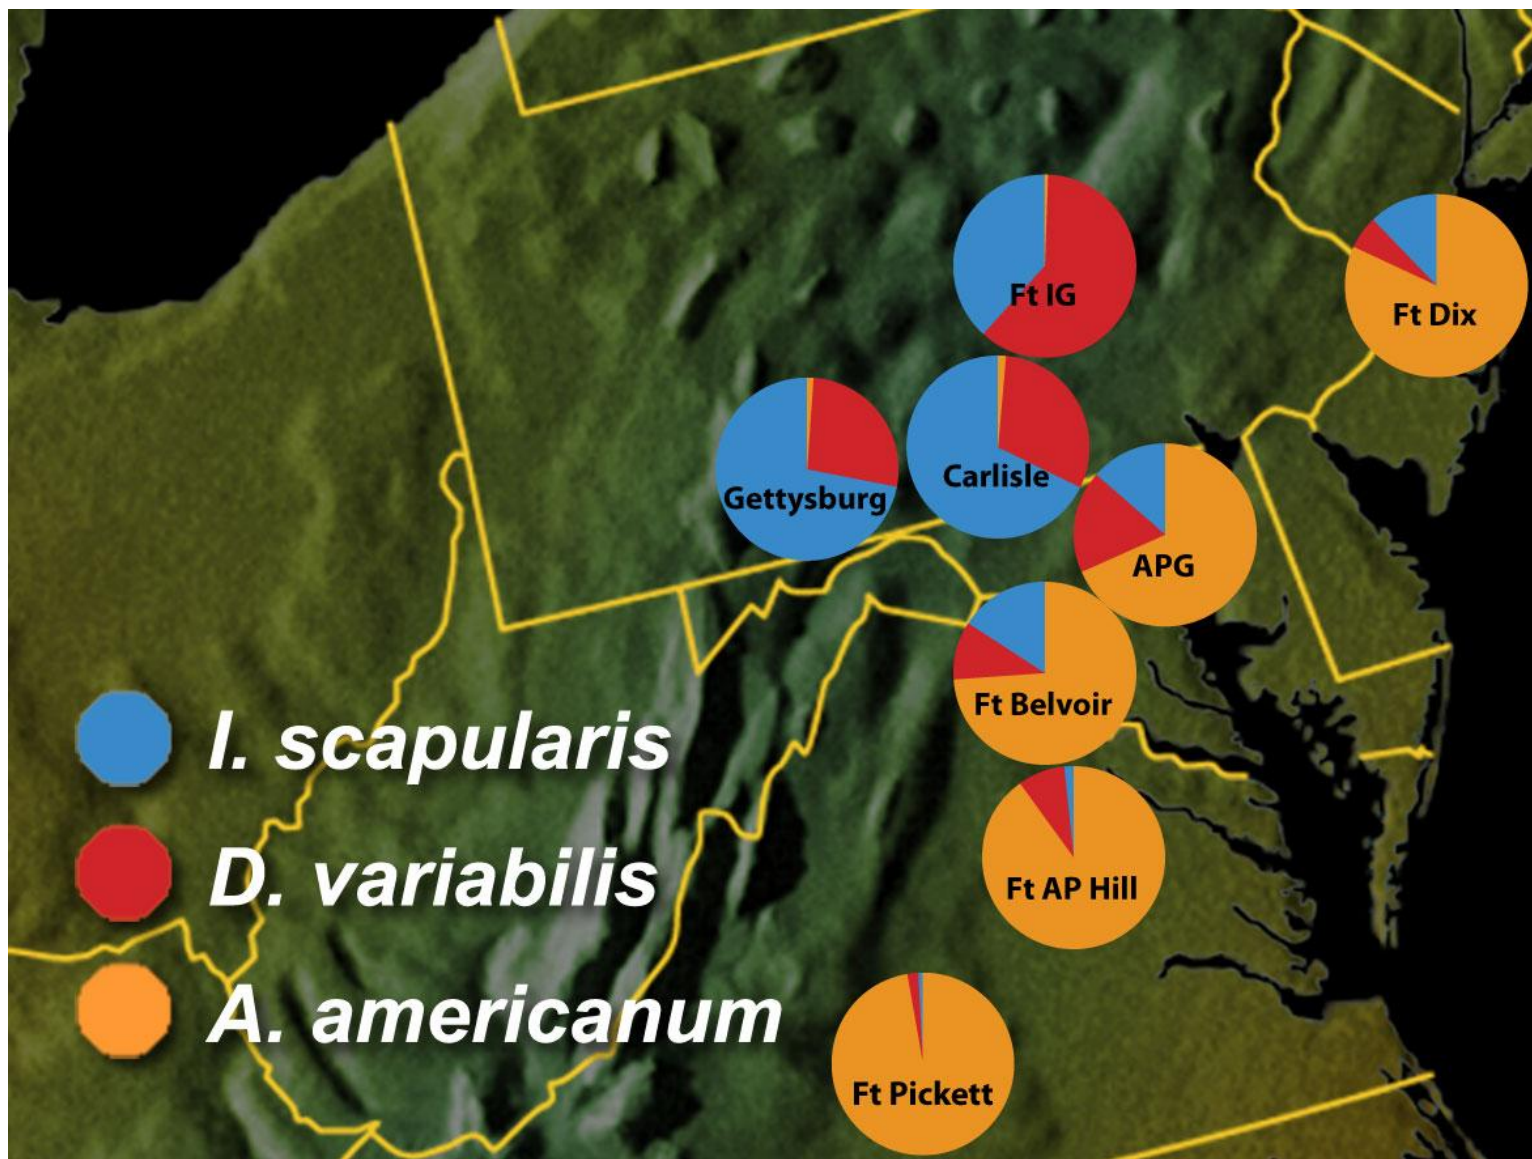 Ft IG
Ft Dix
Gettysburg
Carlisle
APG
Ft Belvoir
I. scapularis
D. variabilis
Ft AP Hill
A. americanum
Ft Pickett